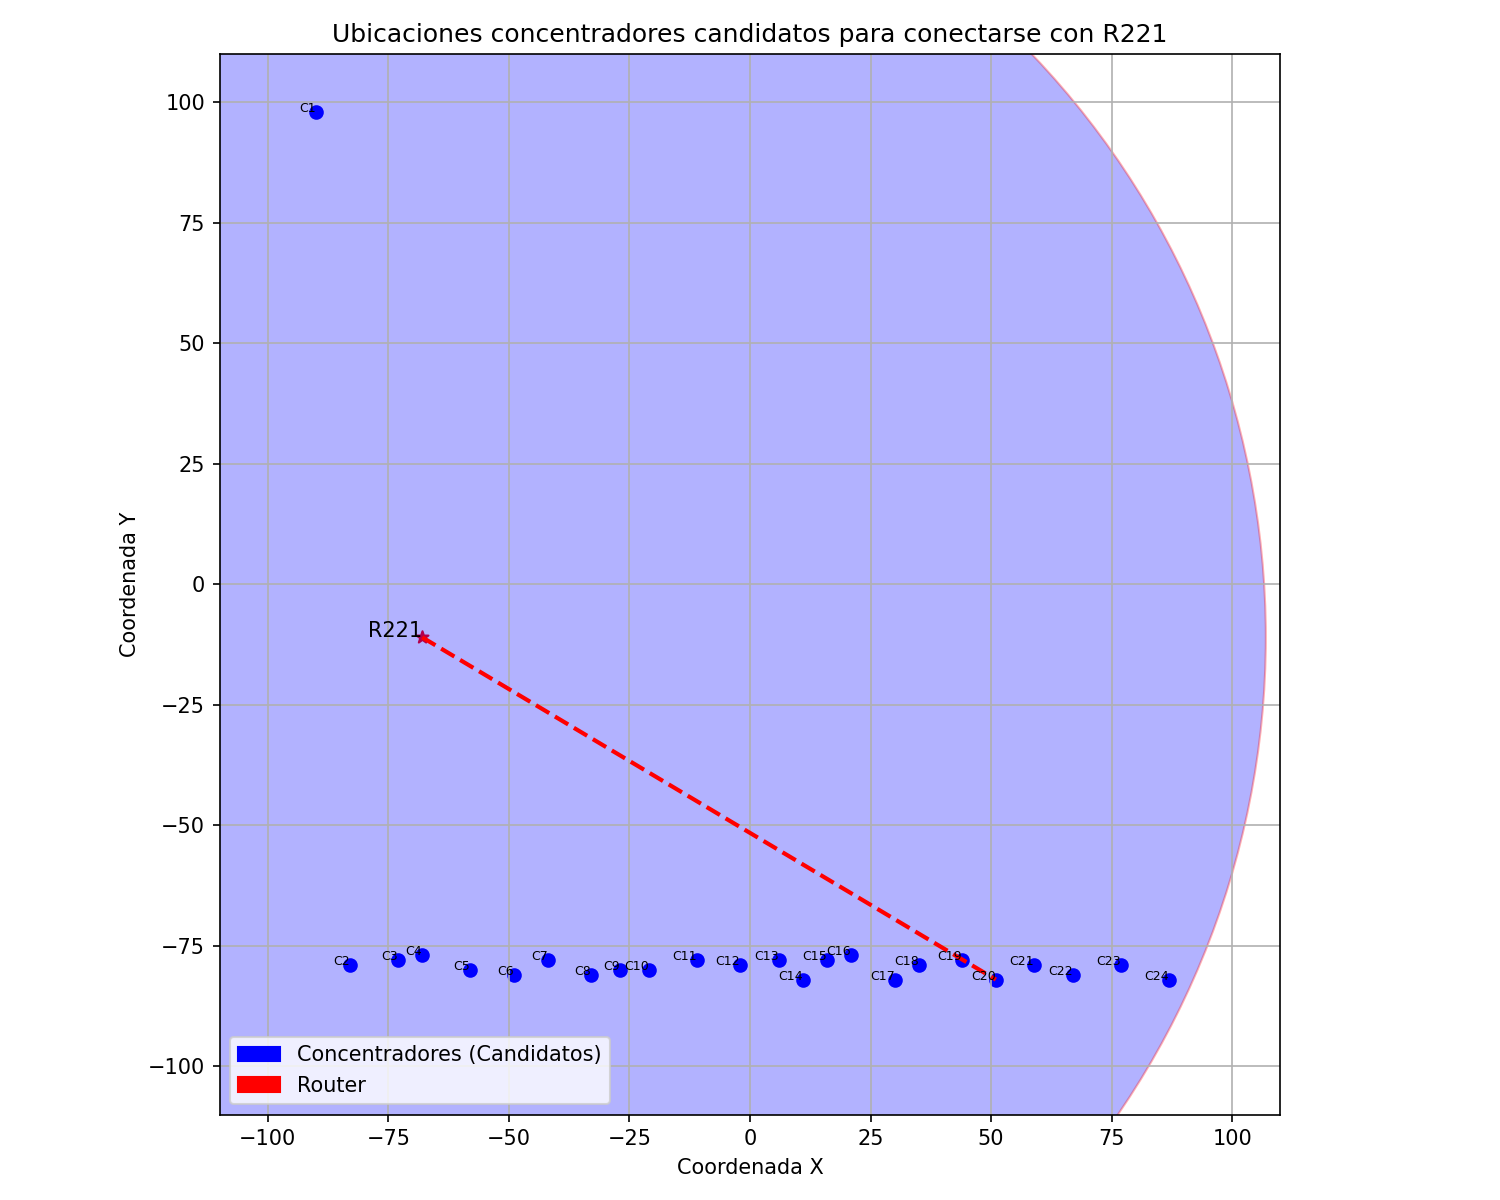 Ubicaciones concentradores candidatos para conectarse con R221
100
75
50
25
0
−25
−50
−75
−100
Coordenada Y
C1
R221
C2
C3
C4
C5
C6
C7
C8
C9
C10
C11
C12
C13
C14
C15
C16
C17
C18
C19
C20
C21
C22
C23
C24
Concentradores (Candidatos)
Router
−100
−75
−50
−25
0
25
50
75
100
Coordenada X